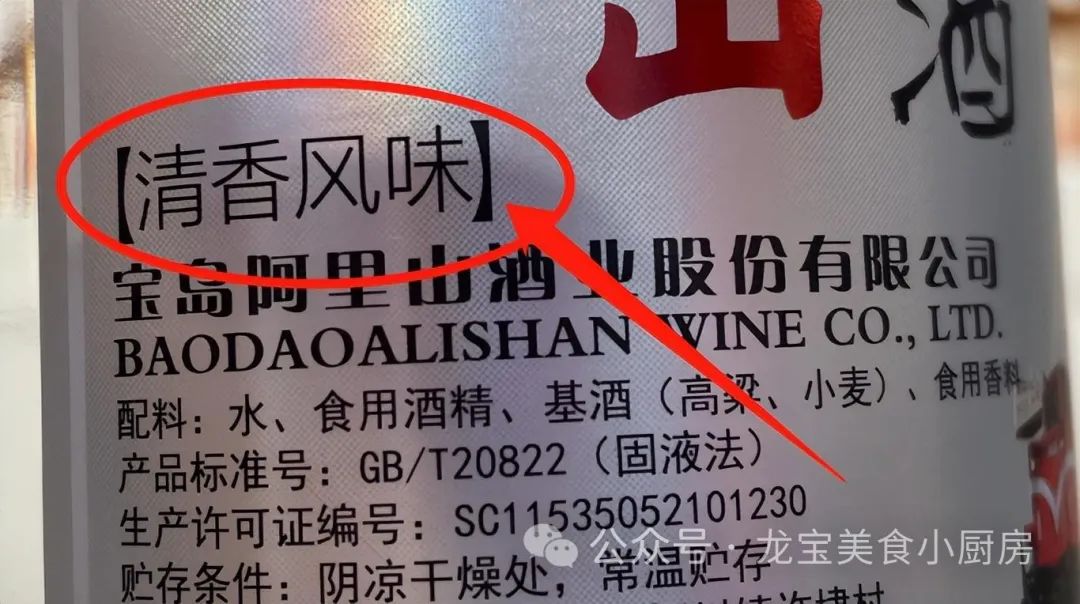 山酒
【清香风味】
宝岛阿里山酒业股份有限公司
BAODAOALISHAN WINE CO., LTD.
配料：水、食用酒精、基酒（高粱、小麦）、食用香料
产品标准号：GB/T20822（固液法）
生产许可证编号：SC11535052101230
贮存条件：阴凉干燥处，常温贮存
公众号·龙宝美食小厨房